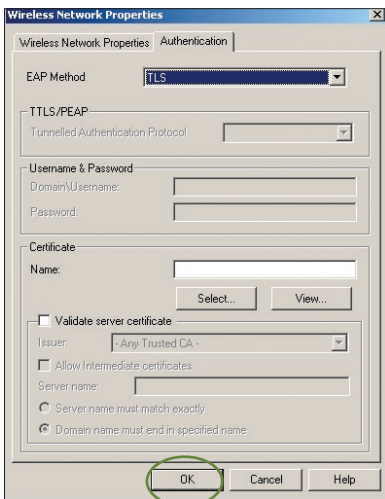 Wireless Network Properties
Wireless Network Properties Authentication
EAP Method TLS
TTLS/PEAP
Tunnelled Authentication Protocol
Username & Password
Domain\Username:
Password:
Certificate
Name:
Select... View...
Validate server certificate
Issuer: - Any Trusted CA -
Allow Intermediate certificates
Server name:
Server name must match exactly
Domain name must end in specified name
OK Cancel Help